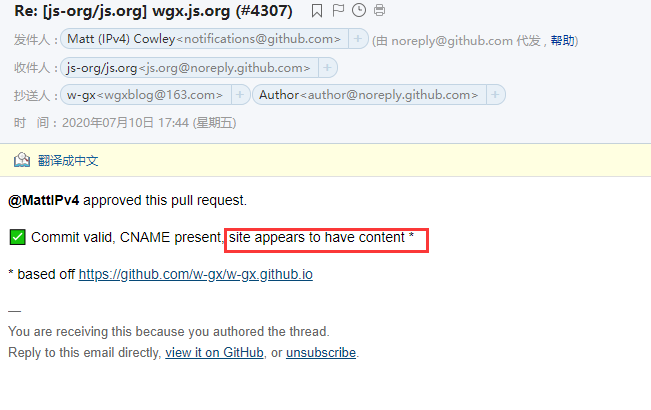 Re: [js-org/js.org] wgx.js.org (#4307)
发件人：Matt (IPv4) Cowley<notifications@github.com> + (由 noreply@github.com 代发 , 帮助)
收件人：js-org/js.org<js.org@noreply.github.com> +
抄送人：w-gx<wgxblog@163.com> + Author<author@noreply.github.com> +
时 间：2020年07月10日 17:44 (星期五)
翻译成中文
@MattIPv4 approved this pull request.
✅ Commit valid, CNAME present, site appears to have content *
* based off https://github.com/w-gx/w-gx.github.io
—
You are receiving this because you authored the thread.
Reply to this email directly, view it on GitHub, or unsubscribe.